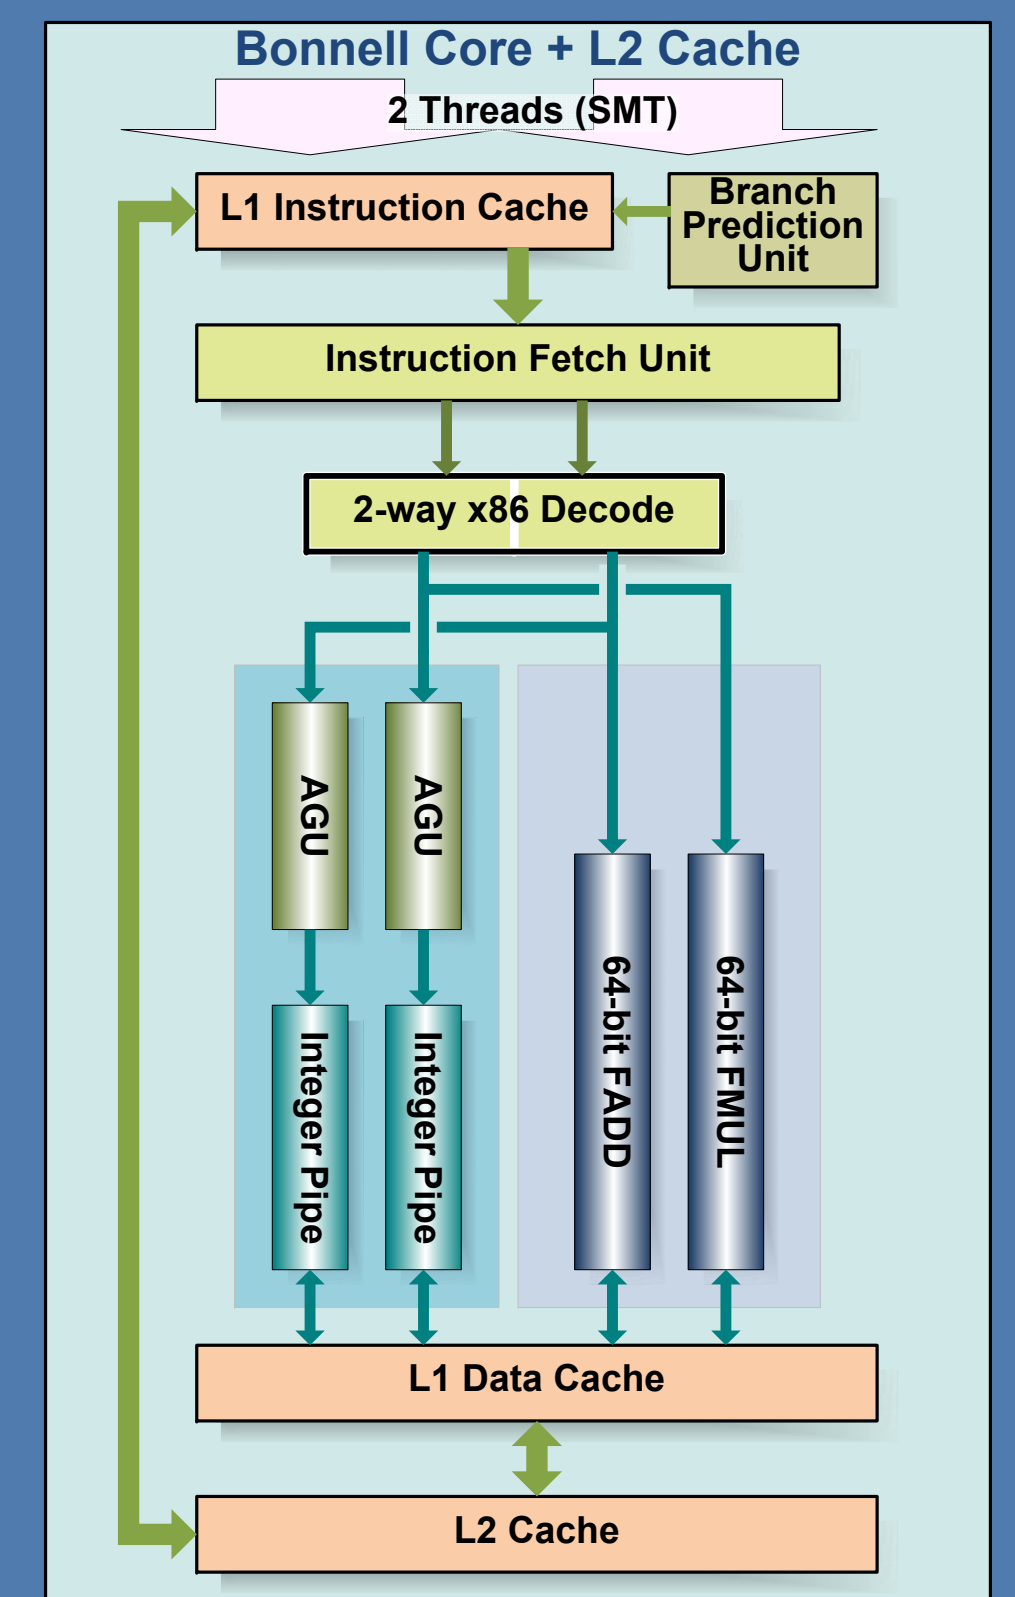 Bonnell Core + L2 Cache
2 Threads (SMT)
L1 Instruction Cache
Branch
Prediction
Unit
Instruction Fetch Unit
2-way x86 Decode
AGU
AGU
Integer Pipe
Integer Pipe
64-bit FADD
64-bit FMUL
L1 Data Cache
L2 Cache